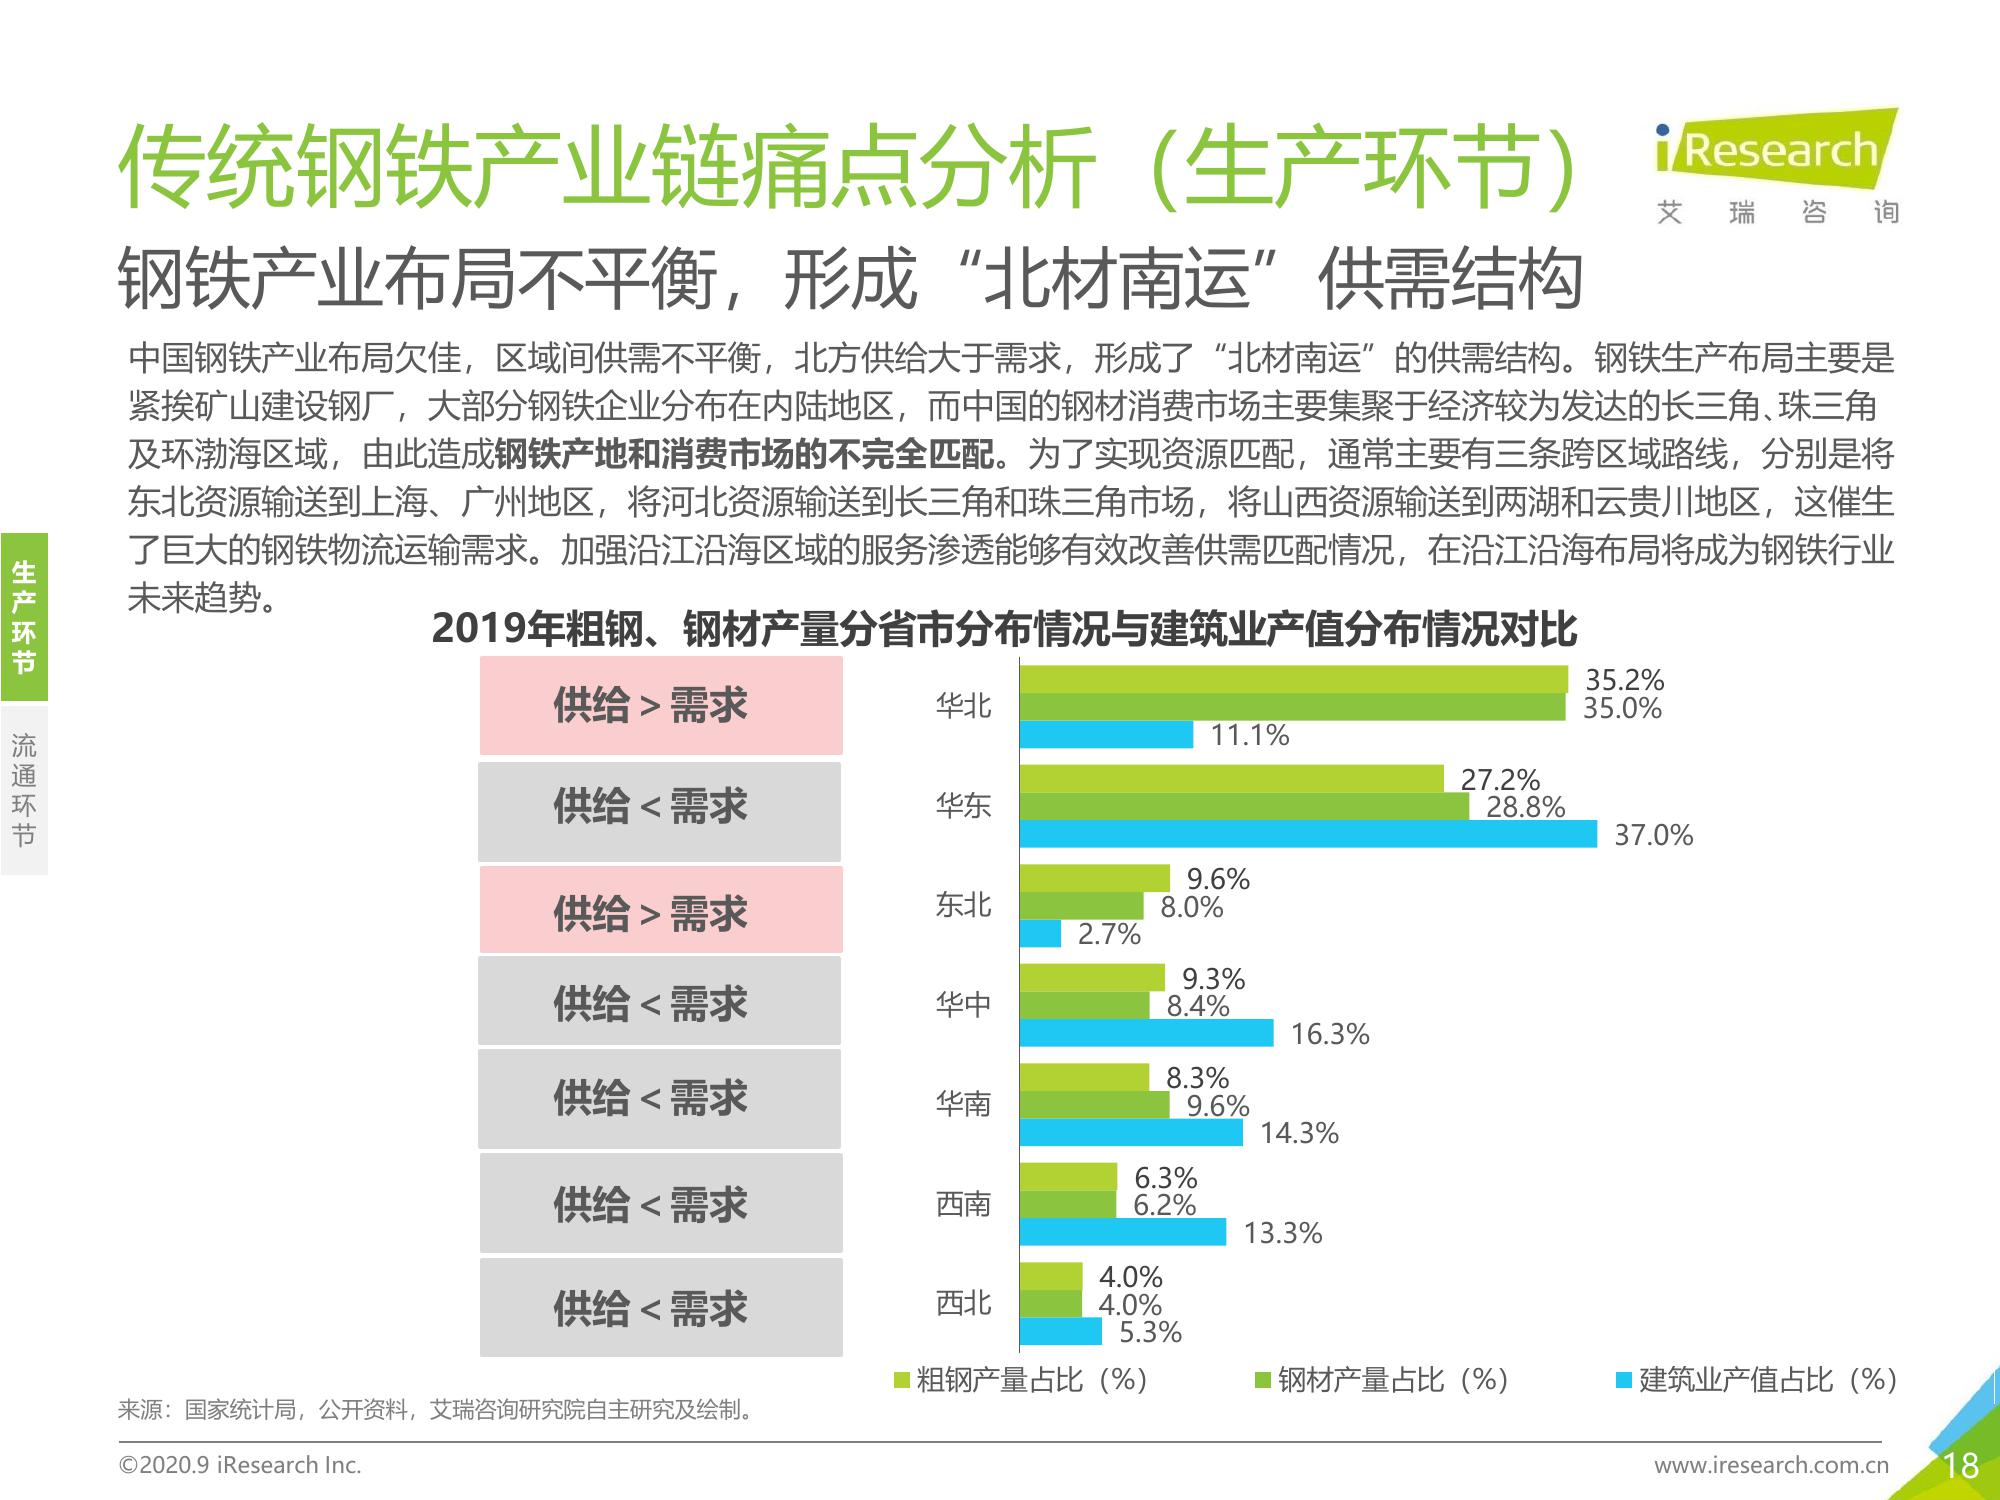 传统钢铁产业链痛点分析（生产环节）
iResearch
艾瑞咨询
钢铁产业布局不平衡，形成“北材南运”供需结构
中国钢铁产业布局欠佳，区域间供需不平衡，北方供给大于需求，形成了“北材南运”的供需结构。钢铁生产布局主要是
紧挨矿山建设钢厂，大部分钢铁企业分布在内陆地区，而中国的钢材消费市场主要集聚于经济较为发达的长三角、珠三角
及环渤海区域，由此造成钢铁产地和消费市场的不完全匹配。为了实现资源匹配，通常主要有三条跨区域路线，分别是将
东北资源输送到上海、广州地区，将河北资源输送到长三角和珠三角市场，将山西资源输送到两湖和云贵川地区，这催生
了巨大的钢铁物流运输需求。加强沿江沿海区域的服务渗透能够有效改善供需匹配情况，在沿江沿海布局将成为钢铁行业
未来趋势。
生产环节
流通环节
2019年粗钢、钢材产量分省市分布情况与建筑业产值分布情况对比
供给＞需求
华北
35.2%
35.0%
11.1%
供给＜需求
华东
27.2%
28.8%
37.0%
供给＞需求
东北
9.6%
8.0%
2.7%
供给＜需求
华中
9.3%
8.4%
16.3%
供给＜需求
华南
8.3%
9.6%
14.3%
供给＜需求
西南
6.3%
6.2%
13.3%
供给＜需求
西北
4.0%
4.0%
5.3%
粗钢产量占比（%）
钢材产量占比（%）
建筑业产值占比（%）
来源：国家统计局，公开资料，艾瑞咨询研究院自主研究及绘制。
©2020.9 iResearch Inc.
www.iresearch.com.cn
18